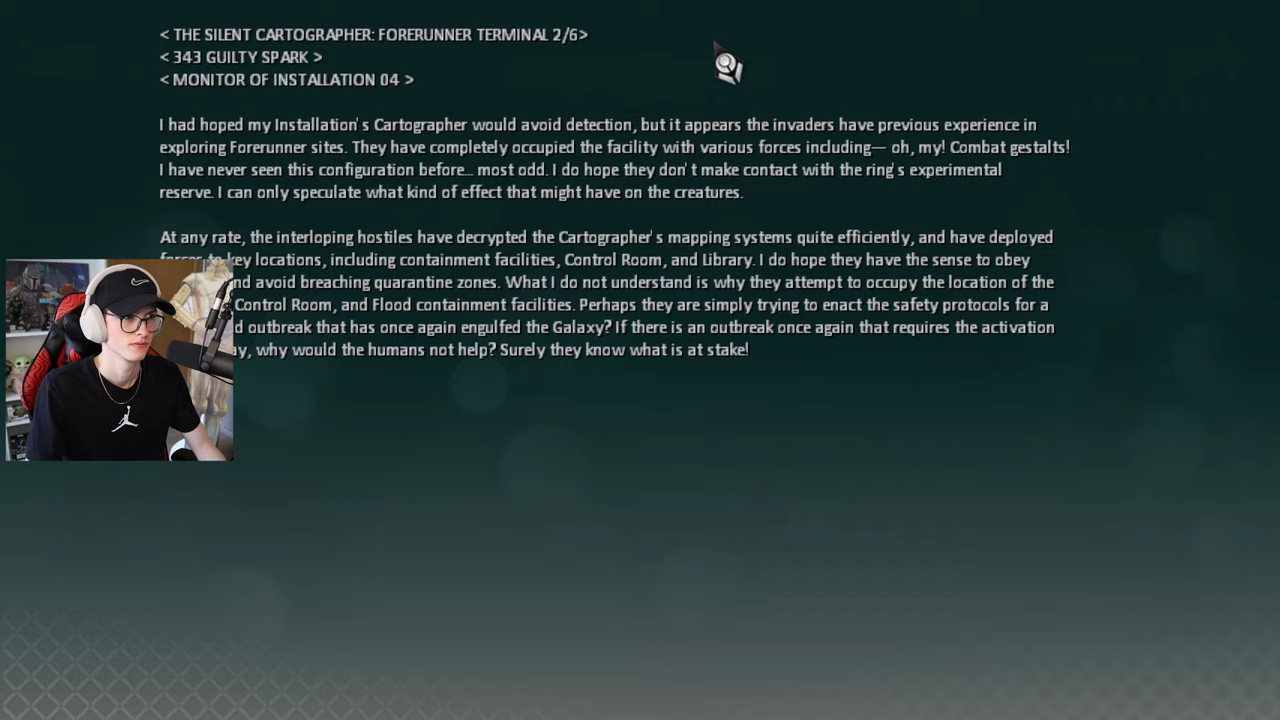 < THE SILENT CARTOGRAPHER: FORERUNNER TERMINAL 2/6>
< 343 GUILTY SPARK >
< MONITOR OF INSTALLATION 04 >
I had hoped my Installation's Cartographer would avoid detection, but it appears the invaders have previous experience in
exploring Forerunner sites. They have completely occupied the facility with various forces including— oh, my! Combat gestalts!
I have never seen this configuration before... most odd. I do hope they don't make contact with the ring's experimental
reserve. I can only speculate what kind of effect that might have on the creatures.
At any rate, the interloping hostiles have decrypted the Cartographer's mapping systems quite efficiently, and have deployed
forces to key locations, including containment facilities, Control Room, and Library. I do hope they have the sense to obey
avoid breaching quarantine zones. What I do not understand is why they attempt to occupy the location of the
Control Room, and Flood containment facilities. Perhaps they are simply trying to enact the safety protocols for a
outbreak that has once again engulfed the Galaxy? If there is an outbreak once again that requires the activation
why would the humans not help? Surely they know what is at stake!